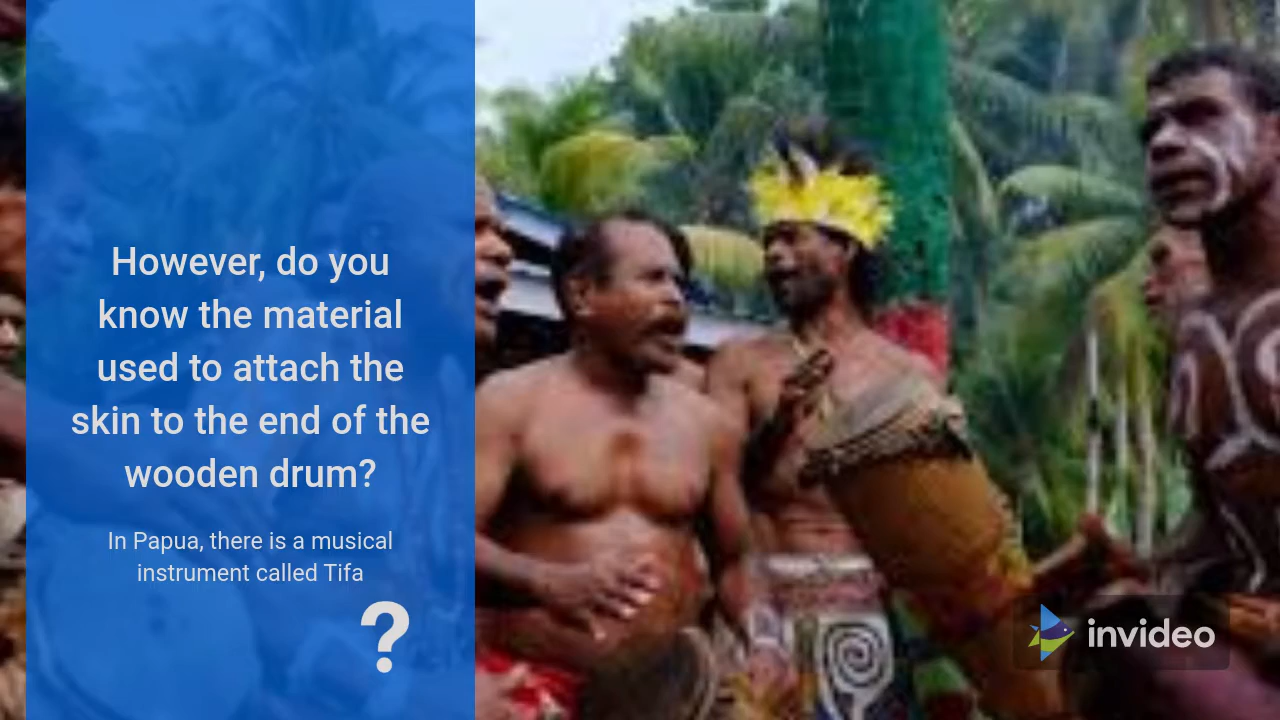 However, do you
know the material
used to attach the
skin to the end of the
wooden drum?
In Papua, there is a musical
instrument called Tifa
?
invideo